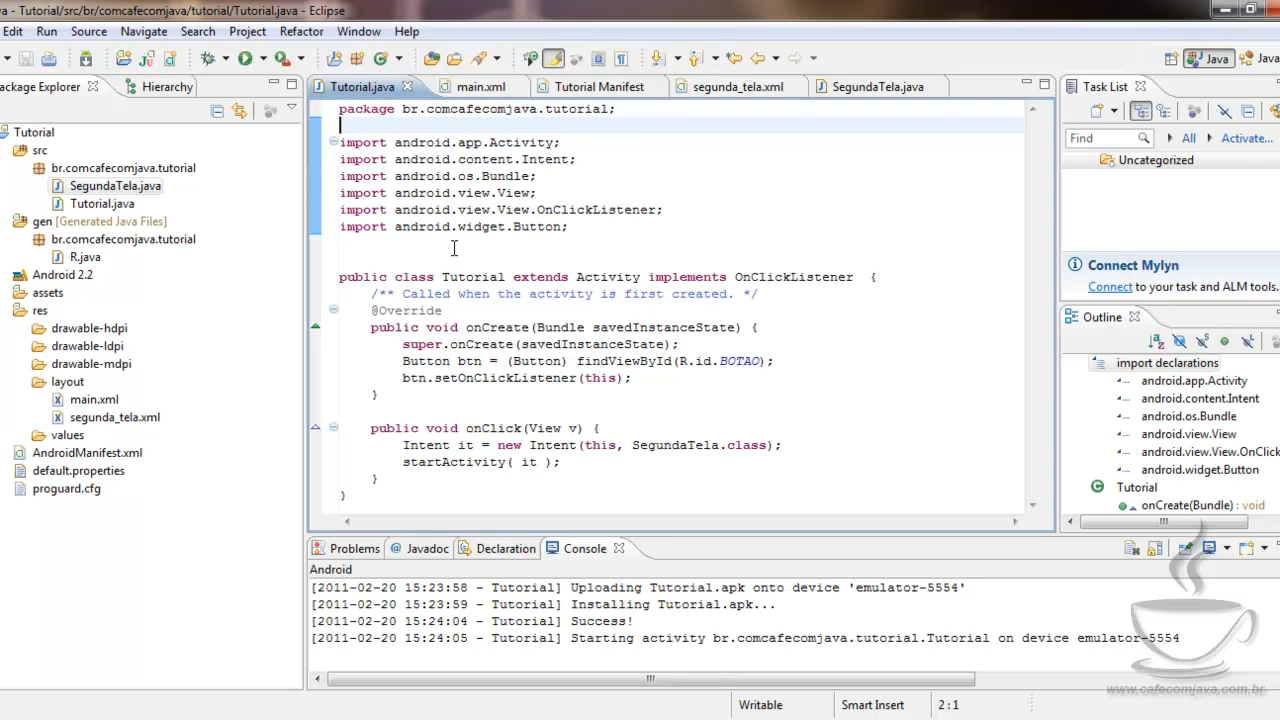 va - Tutorial/src/br/comcafecomjava/tutorial/Tutorial.java - Eclipse
Edit Run Source Navigate Search Project Refactor Window Help
Java Java
ackage Explorer Hierarchy
Tutorial.java main.xml Tutorial Manifest segunda_tela.xml SegundaTela.java
Task List
Tutorial
src
br.comcafecomjava.tutorial
SegundaTela.java
Tutorial.java
gen [Generated Java Files]
br.comcafecomjava.tutorial
R.java
Android 2.2
assets
res
drawable-hdpi
drawable-ldpi
drawable-mdpi
layout
main.xml
segunda_tela.xml
values
AndroidManifest.xml
default.properties
proguard.cfg
package br.comcafecomjava.tutorial;
import android.app.Activity;
import android.content.Intent;
import android.os.Bundle;
import android.view.View;
import android.view.View.OnClickListener;
import android.widget.Button;
public class Tutorial extends Activity implements OnClickListener {
/** Called when the activity is first created. */
@Override
public void onCreate(Bundle savedInstanceState) {
super.onCreate(savedInstanceState);
Button btn = (Button) findViewById(R.id.BOTAO);
btn.setOnClickListener(this);
}
public void onClick(View v) {
Intent it = new Intent(this, SegundaTela.class);
startActivity( it );
}
}
Find All Activate...
Uncategorized
Connect Mylyn
Connect to your task and ALM tools.
Outline
import declarations
android.app.Activity
android.content.Intent
android.os.Bundle
android.view.View
android.view.View.OnClick
android.widget.Button
Tutorial
onCreate(Bundle) : void
Problems @ Javadoc Declaration Console
Android
[2011-02-20 15:23:58 - Tutorial] Uploading Tutorial.apk onto device 'emulator-5554'
[2011-02-20 15:23:59 - Tutorial] Installing Tutorial.apk...
[2011-02-20 15:24:04 - Tutorial] Success!
[2011-02-20 15:24:05 - Tutorial] Starting activity br.comcafecomjava.tutorial.Tutorial on device emulator-5554
www.cafecomjava.com.br
Writable Smart Insert 2 : 1